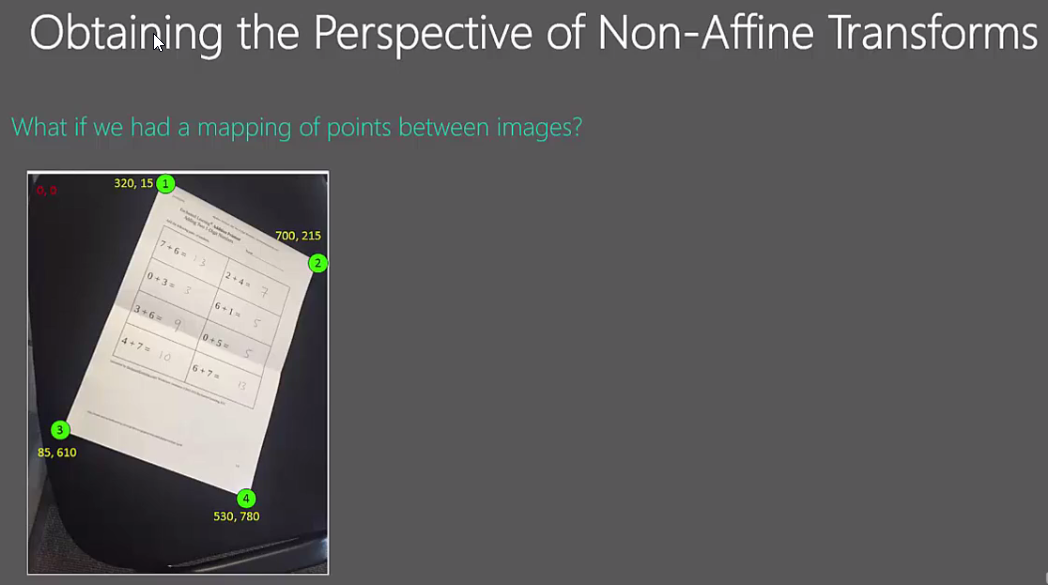 Obtaining the Perspective of Non-Affine Transforms
What if we had a mapping of points between images?
0, 0
320, 15
1
700, 215
2
7 + 6 = 13
2 + 4 = 7
0 + 3 = 3
6 + 1 = 5
3 + 6 = 9
0 + 5 = 5
4 + 7 = 10
6 + 7 = 13
3
85, 610
4
530, 780